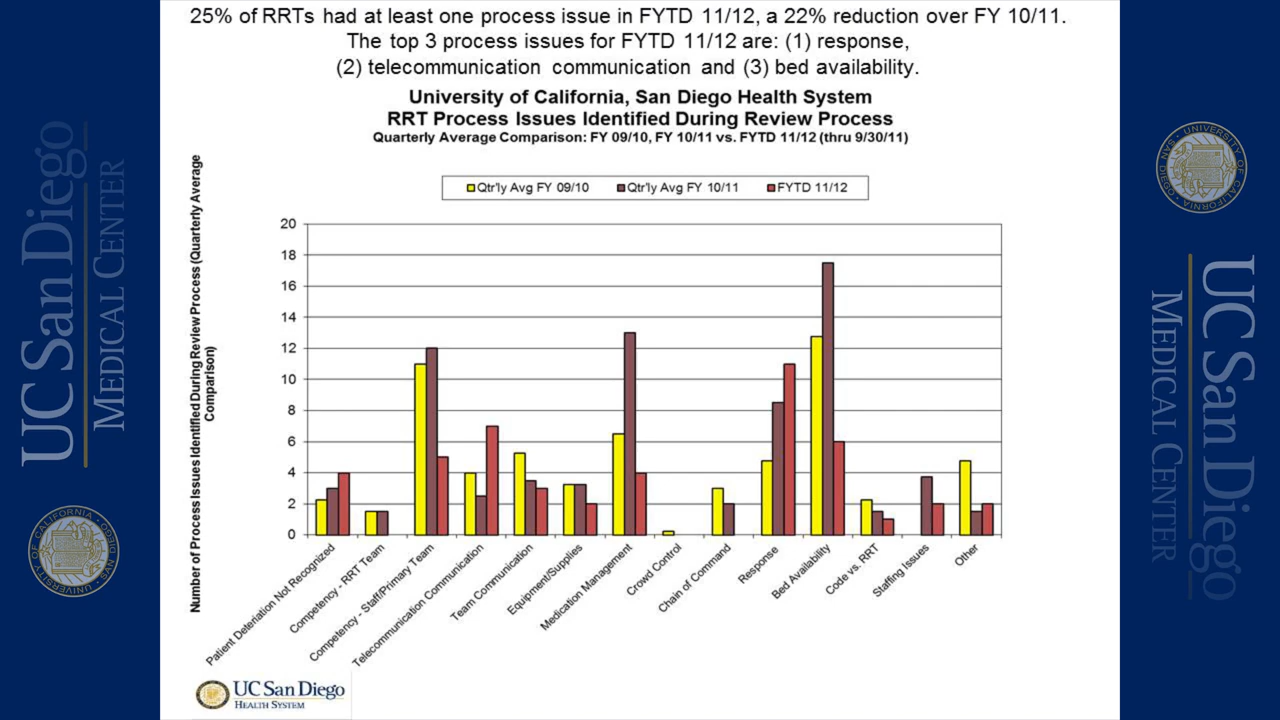 25% of RRTs had at least one process issue in FYTD 11/12, a 22% reduction over FY 10/11.
The top 3 process issues for FYTD 11/12 are: (1) response,
(2) telecommunication communication and (3) bed availability.
University of California, San Diego Health System
RRT Process Issues Identified During Review Process
Quarterly Average Comparison: FY 09/10, FY 10/11 vs. FYTD 11/12 (thru 9/30/11)
Qtr'ly Avg FY 09/10 Qtr'ly Avg FY 10/11 FYTD 11/12
Number of Process Issues Identified During Review Process (Quarterly Average
Comparison)
20
18
16
14
12
10
8
6
4
2
0
Patient Deteriation Not Recognized
Competency - RRT Team
Competency - Staff/Primary Team
Telecommunication Communication
Team Communication
Equipment/Supplies
Medication Management
Crowd Control
Chain of Command
Response
Bed Availability
Code vs. RRT
Staffing Issues
Other
UC San Diego
HEALTH SYSTEM
UC San Diego
MEDICAL CENTER
UC San Diego
MEDICAL CENTER